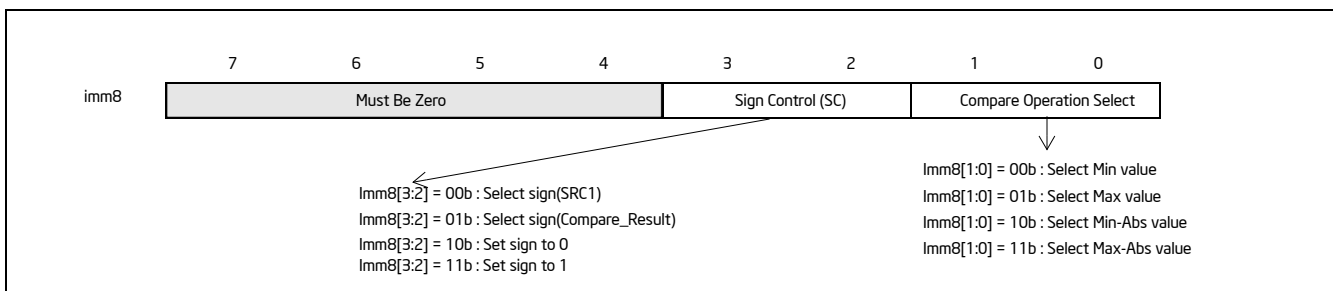 7 6 5 4 3 2 1 0
imm8 Must Be Zero Sign Control (SC) Compare Operation Select
Imm8[3:2] = 00b : Select sign(SRC1)
Imm8[3:2] = 01b : Select sign(Compare_Result)
Imm8[3:2] = 10b : Set sign to 0
Imm8[3:2] = 11b : Set sign to 1
Imm8[1:0] = 00b : Select Min value
Imm8[1:0] = 01b : Select Max value
Imm8[1:0] = 10b : Select Min-Abs value
Imm8[1:0] = 11b : Select Max-Abs value